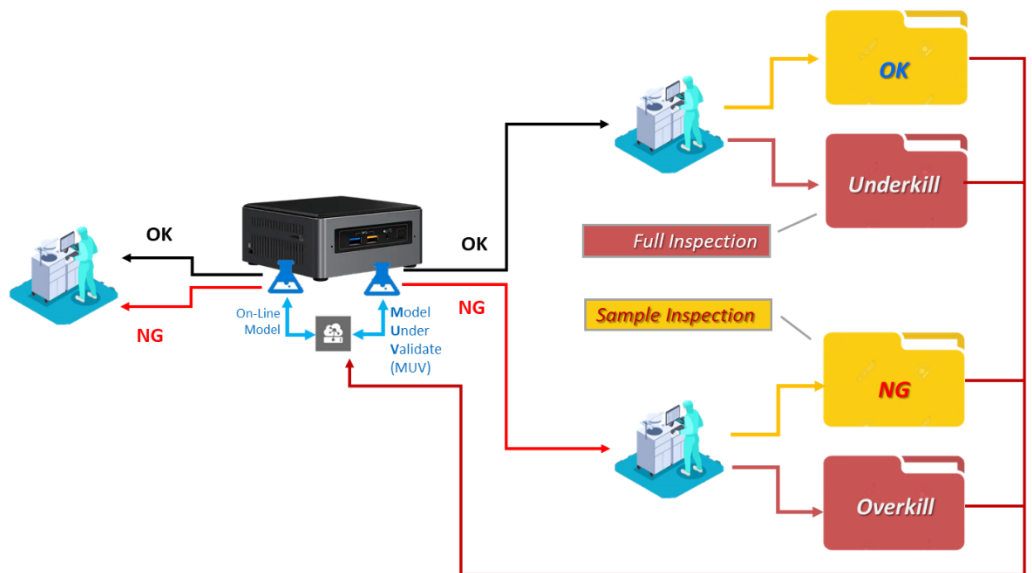 OK
Underkill
Full Inspection
OK
OK
NG
NG
On-Line
Model
Model
Under
Validate
(MUV)
Sample Inspection
NG
Overkill